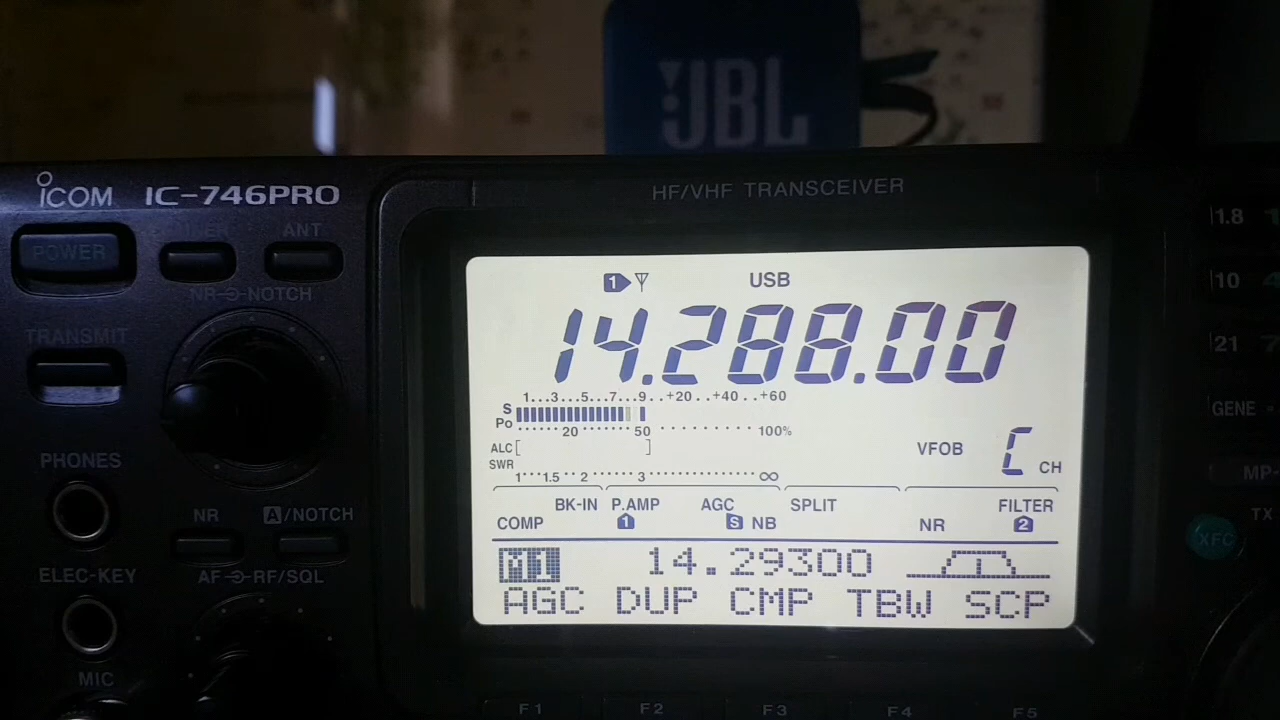 JBL
ICOM IC-746PRO
HF/VHF TRANSCEIVER
POWER
TUNER
ANT
NR NOTCH
TRANSMIT
PHONES
NR
A/NOTCH
ELEC-KEY
AF RF/SQL
MIC
1 USB
14.288.00
1...3...5...7...9..+20..+40..+60
S
Po
20 50 100%
ALC
SWR
1 1.5 2 3 ∞
VFOB C CH
BK-IN P.AMP AGC SPLIT FILTER
COMP 1 S NB NR 2
M1 14.29300
AGC DUP CMP TBW SCP
F1 F2 F3 F4 F5
1.8
10
21
GENE
MP-
TX
XFC